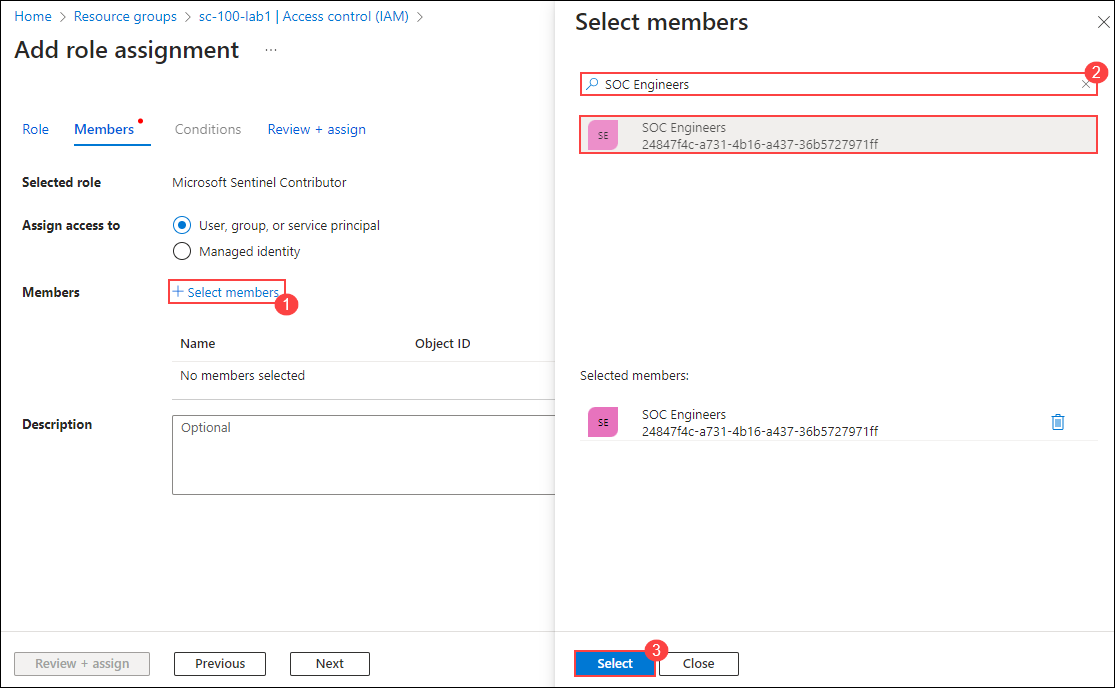 Home > Resource groups > sc-100-lab1 | Access control (IAM) >
Add role assignment ...
Role Members Conditions Review + assign
Selected role Microsoft Sentinel Contributor
Assign access to User, group, or service principal
Managed identity
Members + Select members
1
Name Object ID
No members selected
Description Optional
Review + assign Previous Next
Select members
2
SOC Engineers
SE SOC Engineers
24847f4c-a731-4b16-a437-36b5727971ff
Selected members:
SE SOC Engineers
24847f4c-a731-4b16-a437-36b5727971ff
3
Select Close